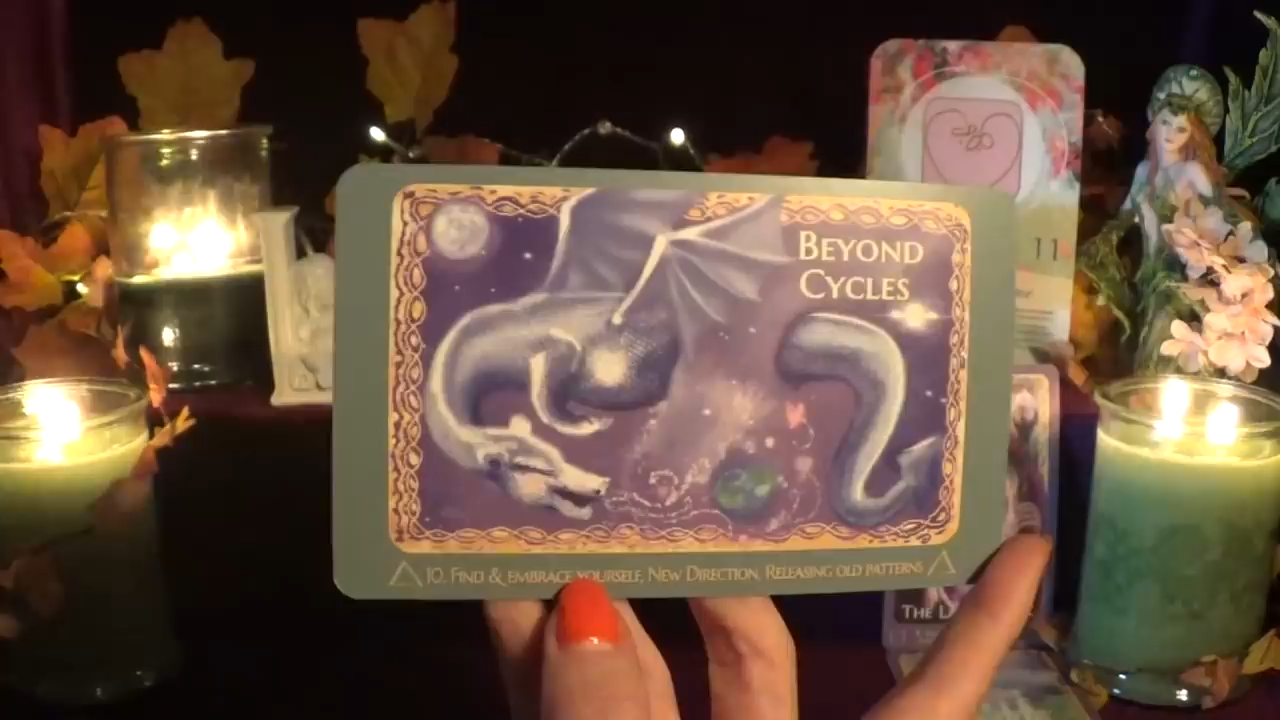 BEYOND
CYCLES
10. FIND & EMBRACE YOURSELF, NEW DIRECTION, RELEASING OLD PATTERNS
11
THE